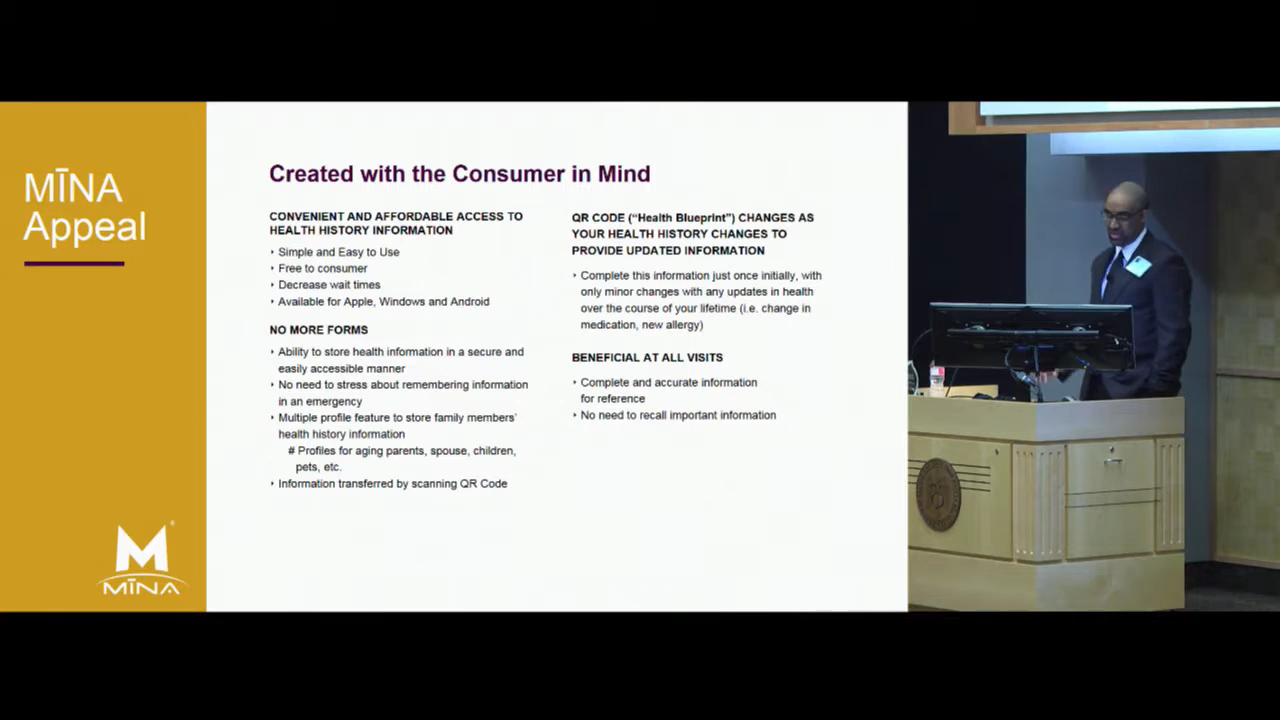 MĪNA
Appeal
Created with the Consumer in Mind
CONVENIENT AND AFFORDABLE ACCESS TO
HEALTH HISTORY INFORMATION
‣ Simple and Easy to Use
‣ Free to consumer
‣ Decrease wait times
‣ Available for Apple, Windows and Android
NO MORE FORMS
‣ Ability to store health information in a secure and
easily accessible manner
‣ No need to stress about remembering information
in an emergency
‣ Multiple profile feature to store family members’
health history information
# Profiles for aging parents, spouse, children,
pets, etc.
‣ Information transferred by scanning QR Code
QR CODE (“Health Blueprint”) CHANGES AS
YOUR HEALTH HISTORY CHANGES TO
PROVIDE UPDATED INFORMATION
‣ Complete this information just once initially, with
only minor changes with any updates in health
over the course of your lifetime (i.e. change in
medication, new allergy)
BENEFICIAL AT ALL VISITS
‣ Complete and accurate information
for reference
‣ No need to recall important information
M®
MĪNA